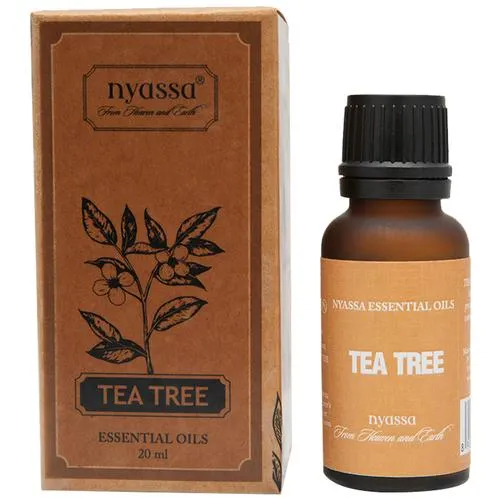 nyassa®
From Heaven and Earth
TEA TREE
ESSENTIAL OILS
20 ml
NYASSA ESSENTIAL OILS
TEA TREE
nyassa
From Heaven and Earth